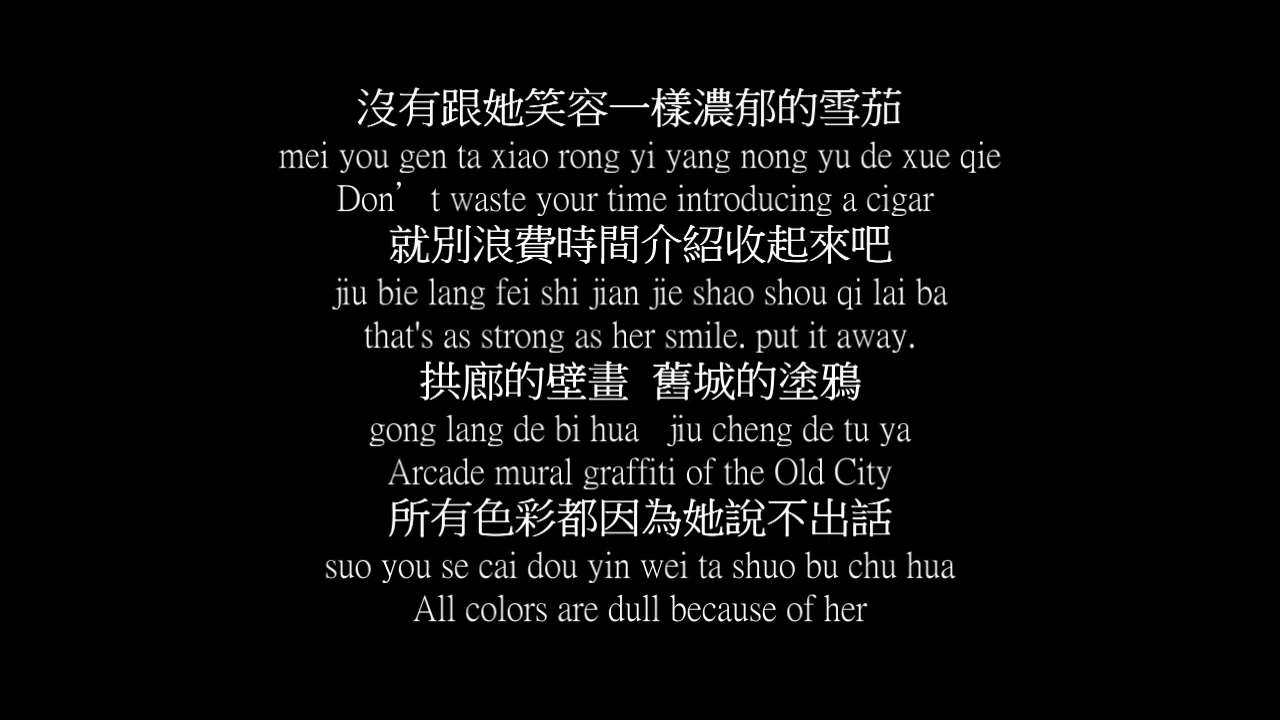 沒有跟她笑容一樣濃郁的雪茄
mei you gen ta xiao rong yi yang nong yu de xue qie
Don’t waste your time introducing a cigar
就別浪費時間介紹收起來吧
jiu bie lang fei shi jian jie shao shou qi lai ba
that's as strong as her smile. put it away.
拱廊的壁畫 舊城的塗鴉
gong lang de bi hua jiu cheng de tu ya
Arcade mural graffiti of the Old City
所有色彩都因為她說不出話
suo you se cai dou yin wei ta shuo bu chu hua
All colors are dull because of her